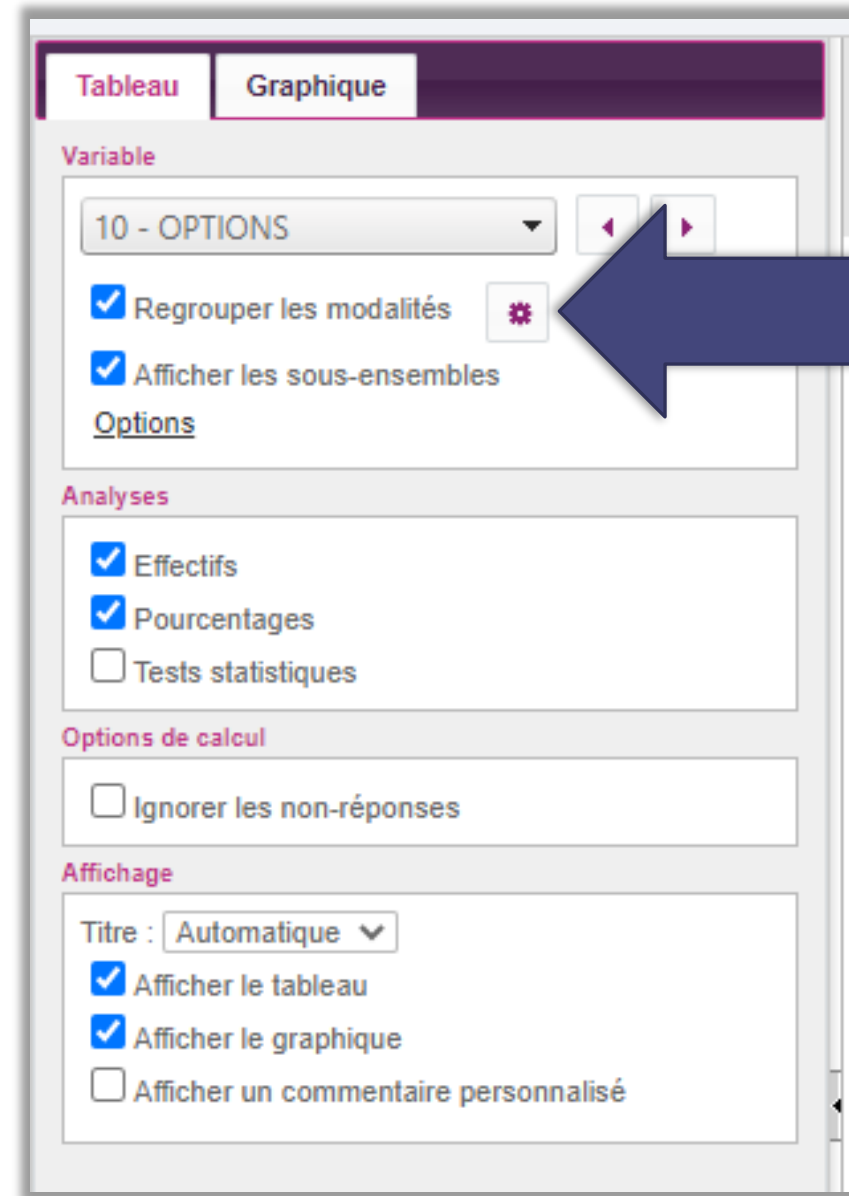 Tableau Graphique
Variable
10 - OPTIONS
Regrouper les modalités
Afficher les sous-ensembles
Options
Analyses
Effectifs
Pourcentages
Tests statistiques
Options de calcul
Ignorer les non-réponses
Affichage
Titre : Automatique
Afficher le tableau
Afficher le graphique
Afficher un commentaire personnalisé